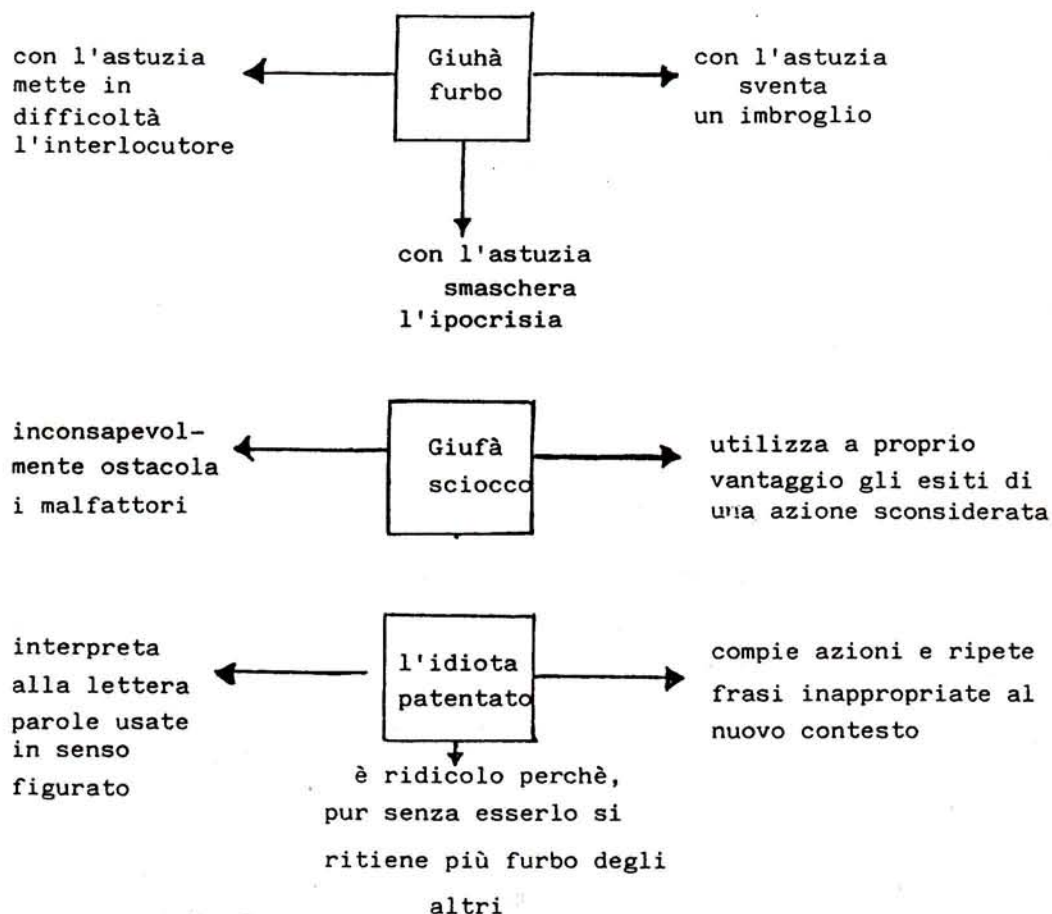 con l'astuzia
mette in
difficoltà
l'interlocutore
Giuhà
furbo
con l'astuzia
sventa
un imbroglio
con l'astuzia
smaschera
l'ipocrisia
inconsapevol-
mente ostacola
i malfattori
Giufà
sciocco
utilizza a proprio
vantaggio gli esiti di
una azione sconsiderata
interpreta
alla lettera
parole usate
in senso
figurato
l'idiota
patentato
compie azioni e ripete
frasi inappropriate al
nuovo contesto
è ridicolo perchè,
pur senza esserlo si
ritiene più furbo degli
altri